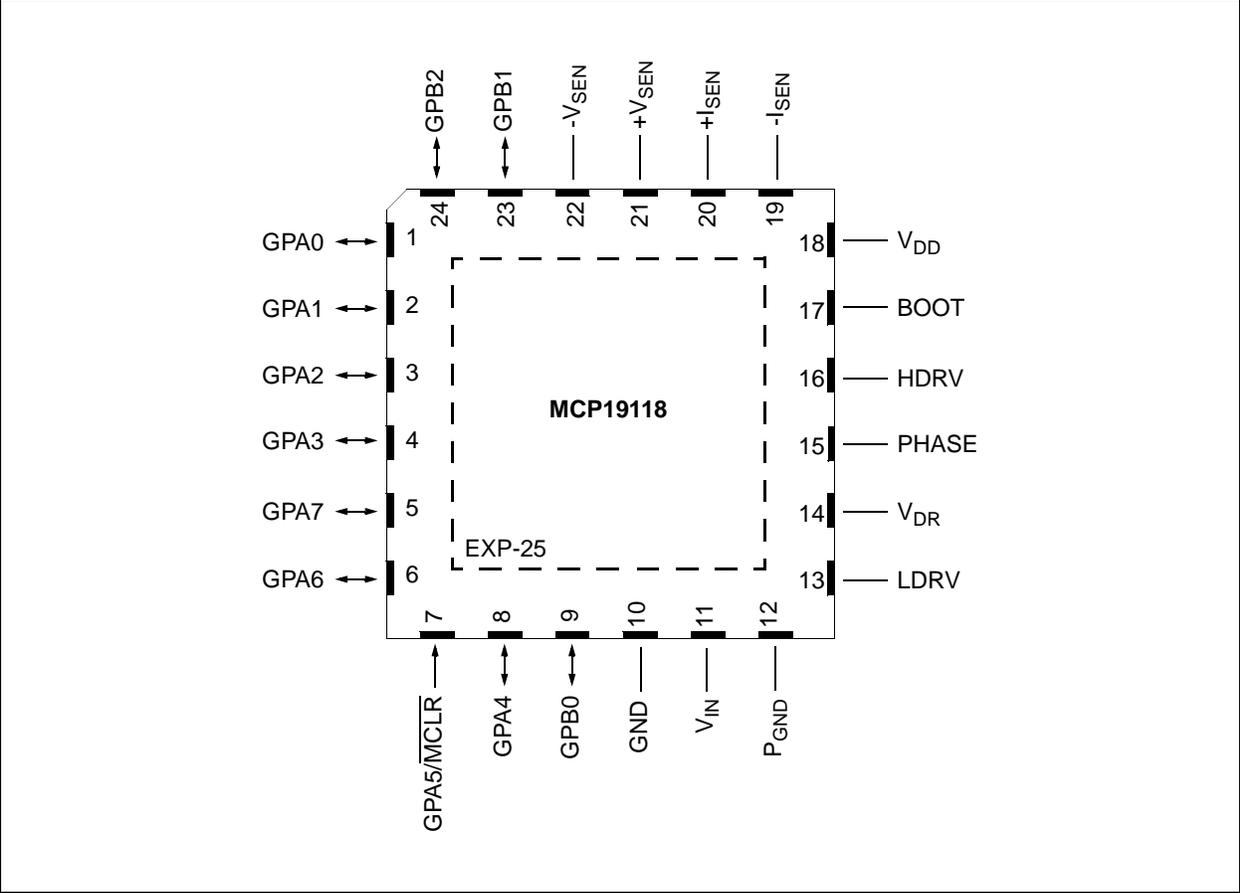 GPB2 GPB1 -VSEN +VSEN +ISEN -ISEN
24 23 22 21 20 19
GPA0 1 18 VDD
GPA1 2 17 BOOT
GPA2 3 16 HDRV
MCP19118
GPA3 4 15 PHASE
GPA7 5 14 VDR
EXP-25
GPA6 6 13 LDRV
7 8 9 10 11 12
GPA5/MCLR GPA4 GPB0 GND VIN PGND